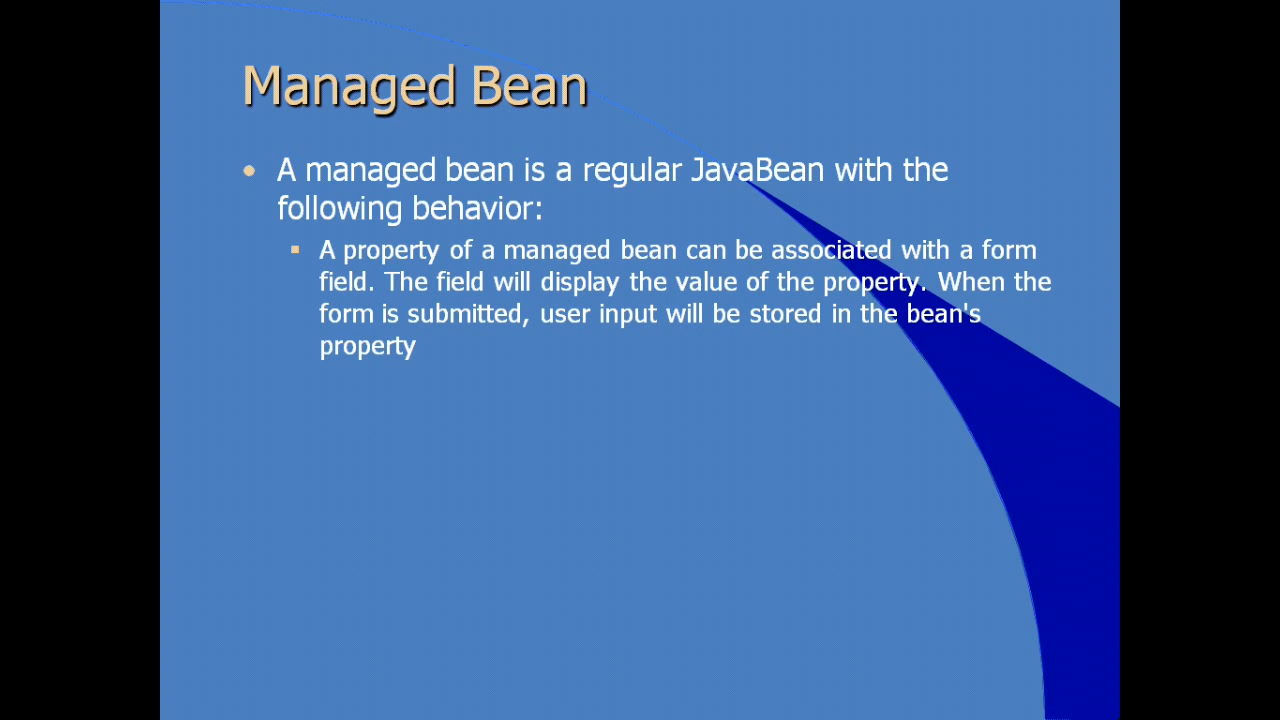 Managed Bean
• A managed bean is a regular JavaBean with the
following behavior:
▪ A property of a managed bean can be associated with a form
field. The field will display the value of the property. When the
form is submitted, user input will be stored in the bean's
property